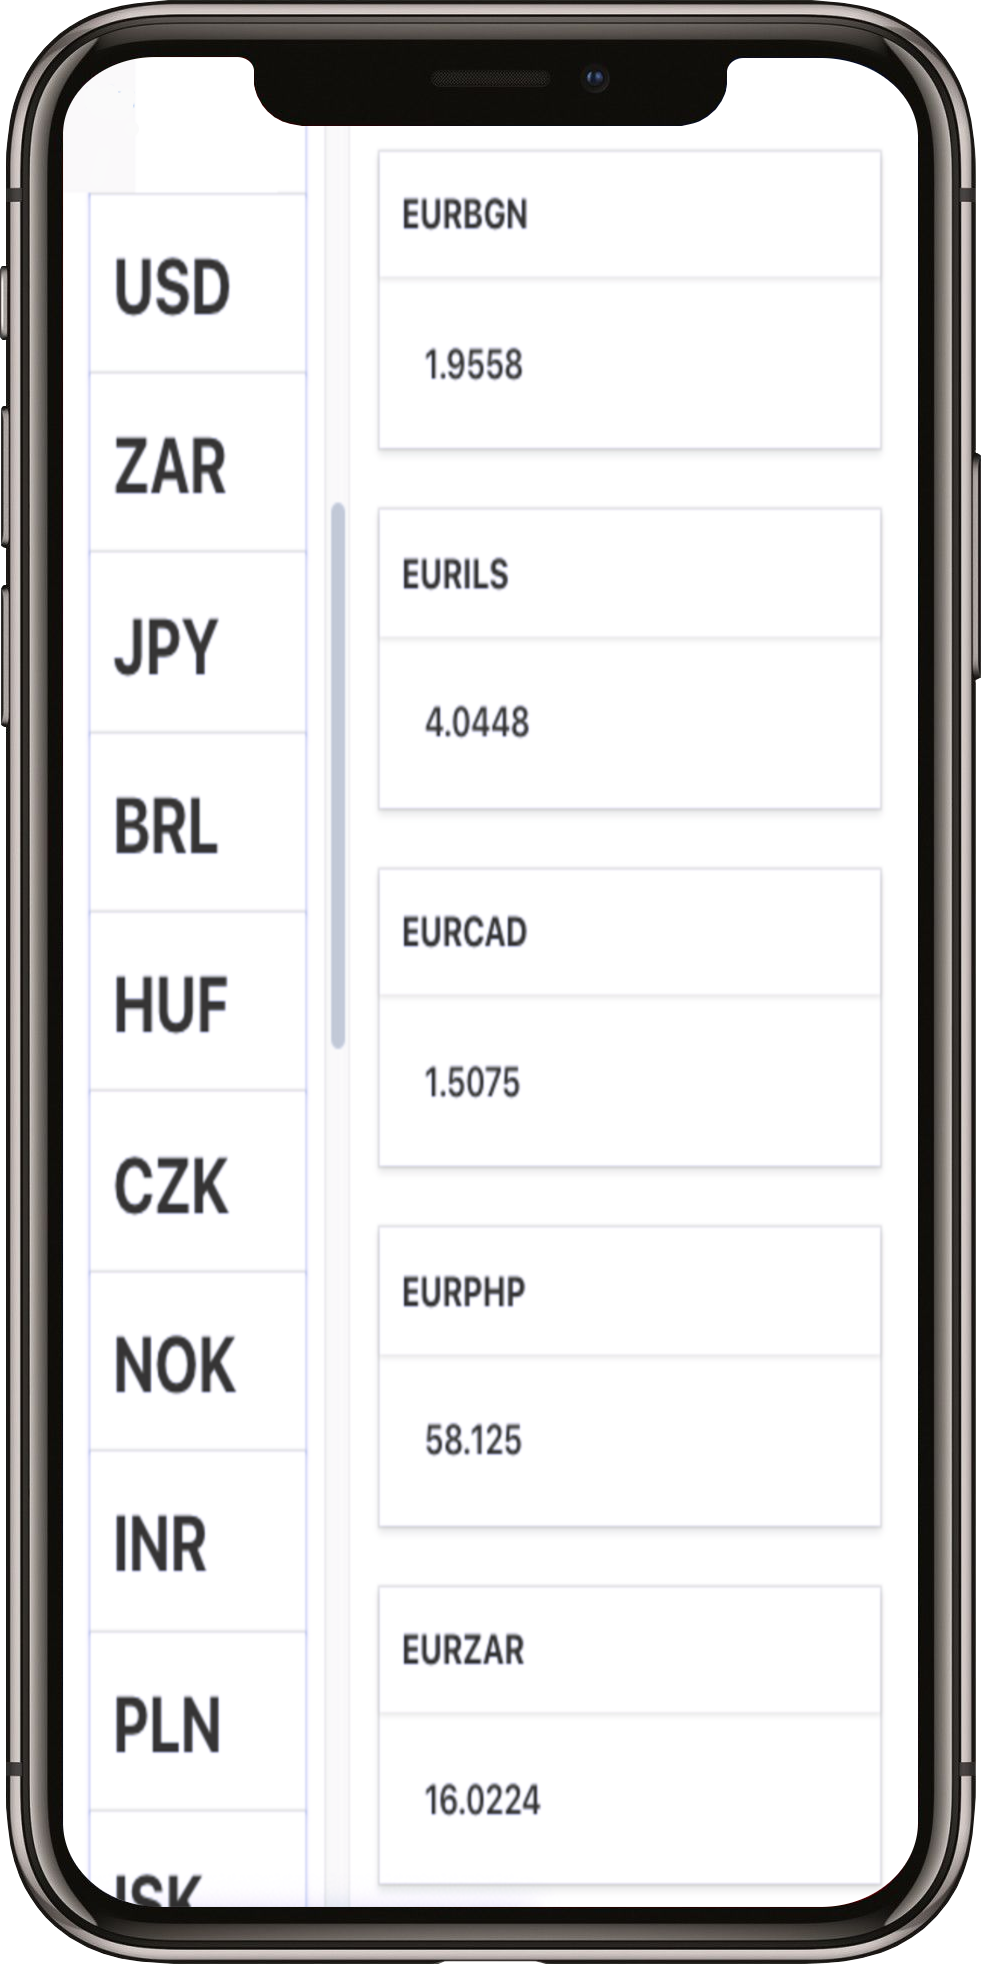 USD
ZAR
JPY
BRL
HUF
CZK
NOK
INR
PLN
ISK
EURBGN
1.9558
EURILS
4.0448
EURCAD
1.5075
EURPHP
58.125
EURZAR
16.0224